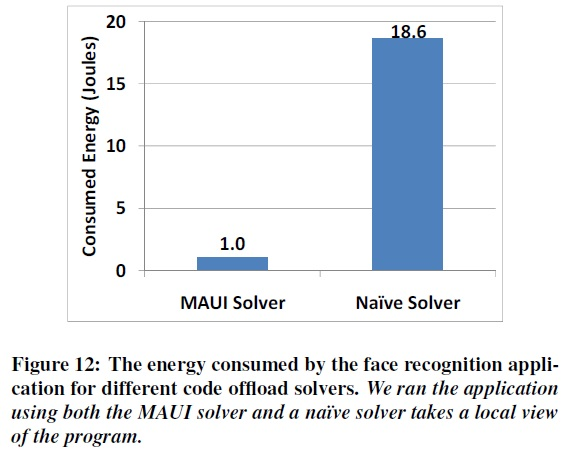 20
18.6
15
10
5
1.0
0
Consumed Energy (Joules)
MAUI Solver Naïve Solver
Figure 12: The energy consumed by the face recognition appli-
cation for different code offload solvers. We ran the application
using both the MAUI solver and a naïve solver takes a local view
of the program.